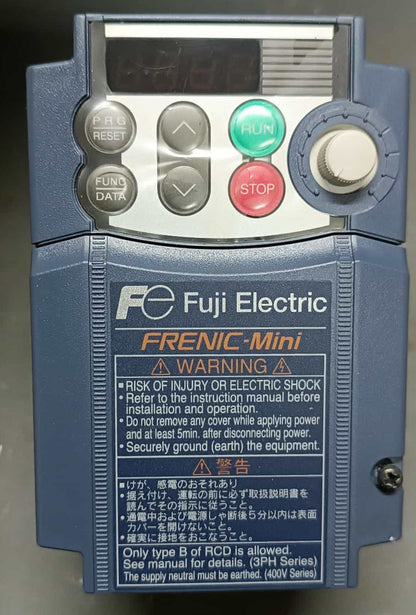 PRG
RESET
RUN
FUNC
DATA
STOP
Fe Fuji Electric
FRENIC-Mini
⚠ WARNING ⚠
■ RISK OF INJURY OR ELECTRIC SHOCK
• Refer to the instruction manual before
installation and operation.
• Do not remove any cover while applying power
and at least 5min. after disconnecting power.
• Securely ground (earth) the equipment.
⚠ 警告
■ けが、感電のおそれあり
• 据え付け、運転の前に必ず取扱説明書を
読んでその指示に従うこと。
• 通電中および電源しゃ断後5分以内は表面
カバーを開けないこと。
• 確実に接地をおこなうこと。
Only type B of RCD is allowed.
See manual for details. (3PH Series)
The supply neutral must be earthed. (400V Series)